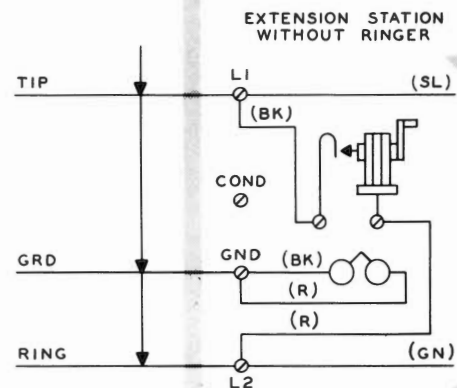 EXTENSION STATION
WITHOUT RINGER
TIP
L1
(SL)
(BK)
COND
GRD
GND
(BK)
(R)
(R)
RING
L2
(GN)